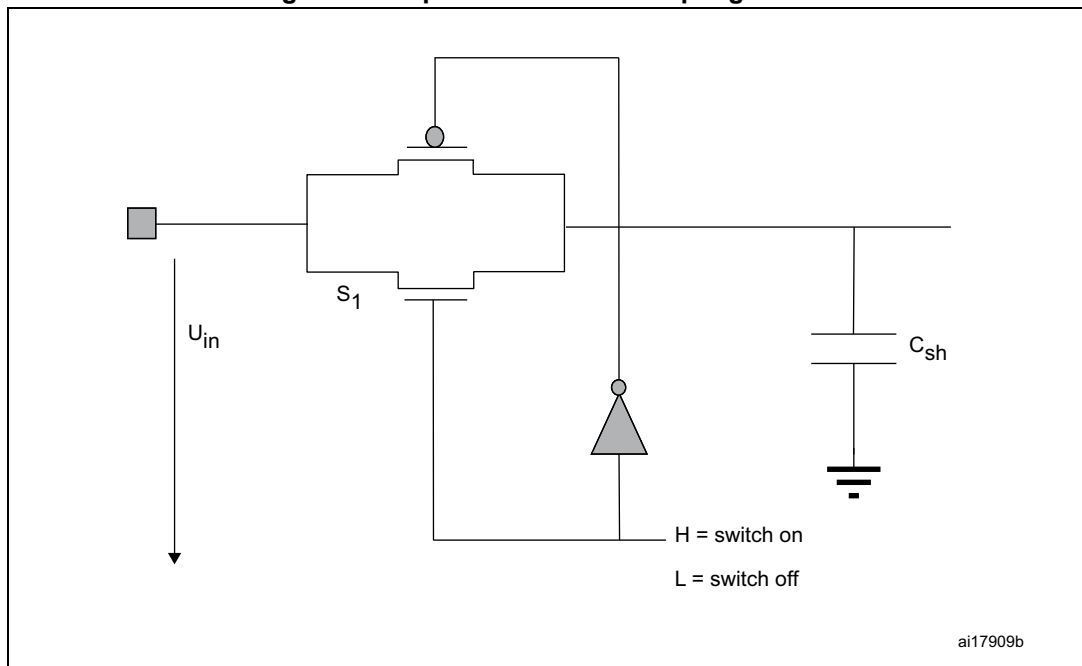 S1
Uin
Csh
H = switch on
L = switch off
ai17909b